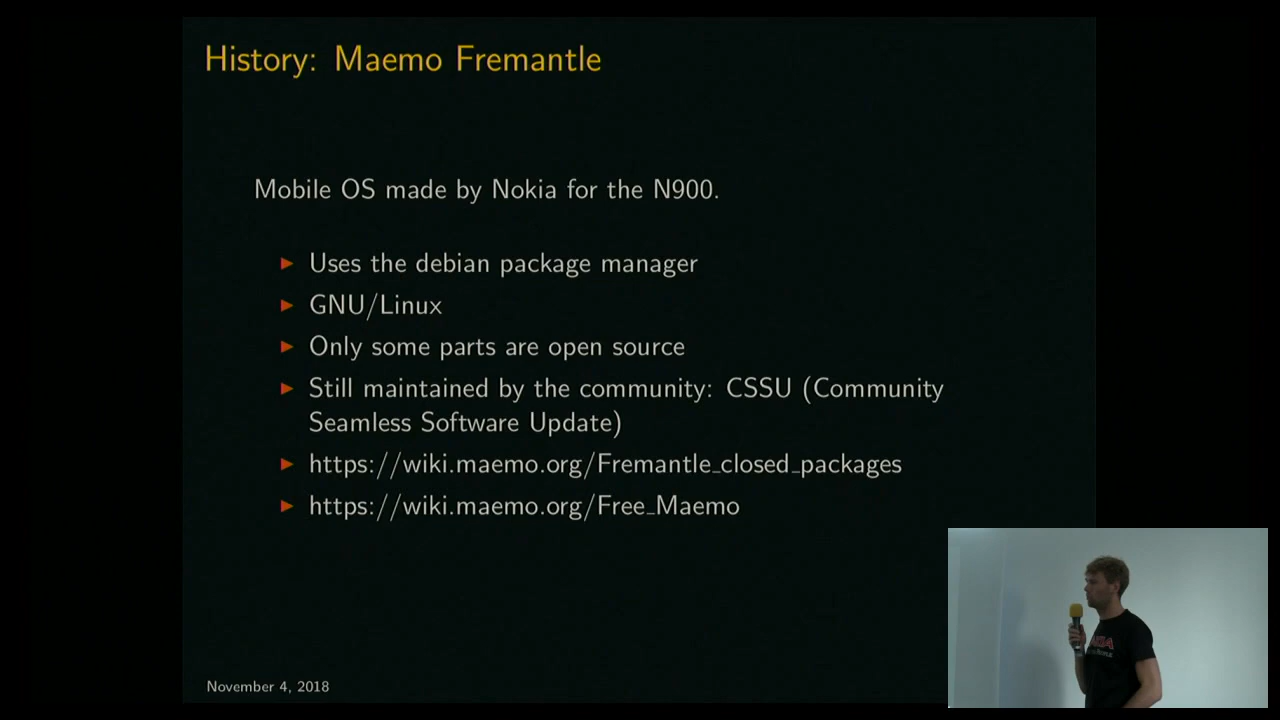 History: Maemo Fremantle
Mobile OS made by Nokia for the N900.
Uses the debian package manager
GNU/Linux
Only some parts are open source
Still maintained by the community: CSSU (Community
Seamless Software Update)
https://wiki.maemo.org/Fremantle_closed_packages
https://wiki.maemo.org/Free_Maemo
November 4, 2018